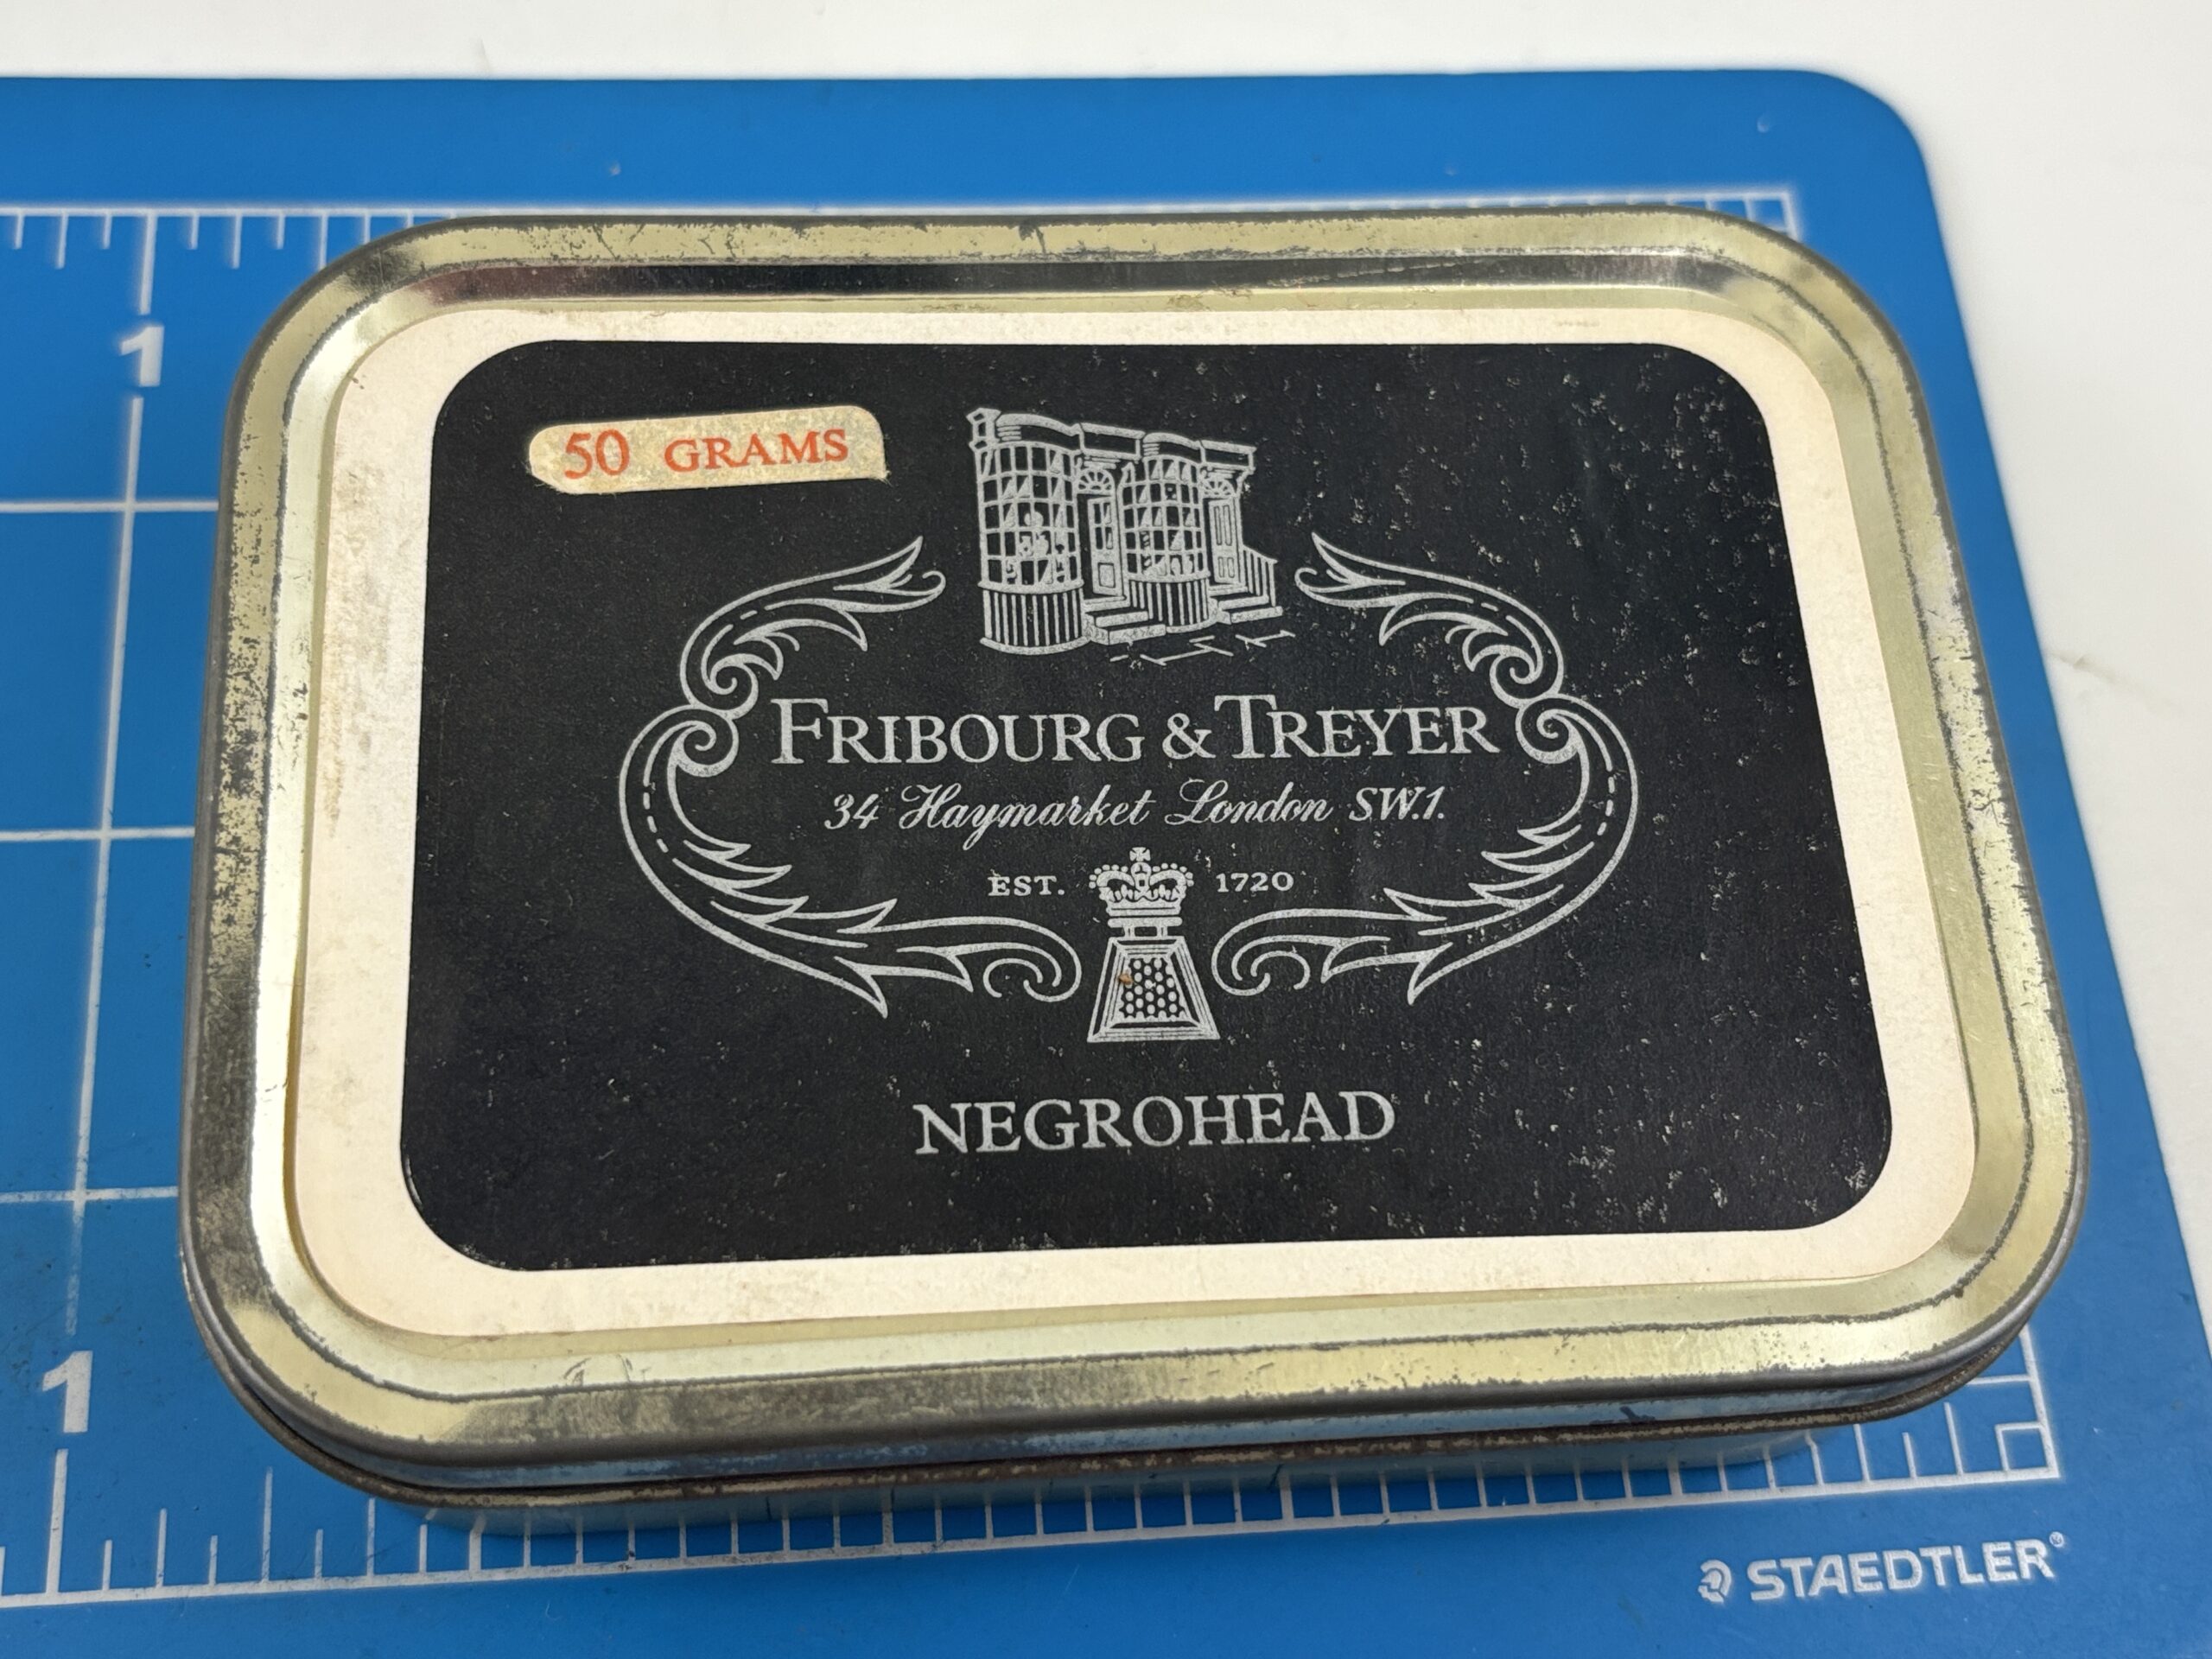 1
50 GRAMS
FRIBOURG & TREYER
34 Haymarket London SW.1.
EST. 1720
NEGROHEAD
1
STAEDTLER®